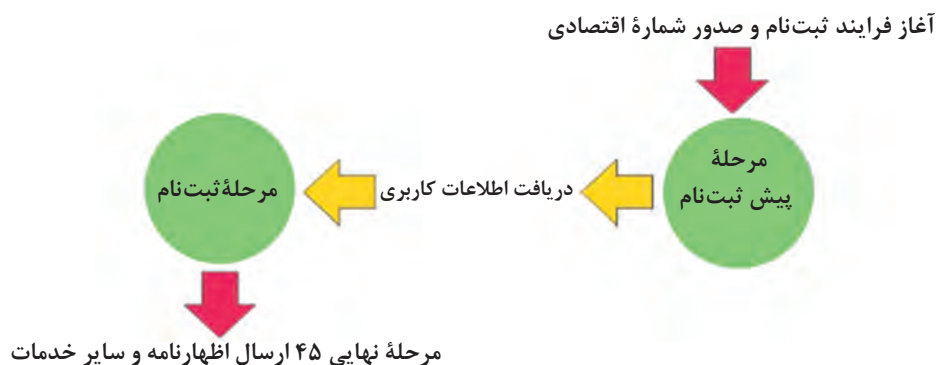 آغاز فرایند ثبت‌نام و صدور شمارهٔ اقتصادی
مرحلهٔ
پیش ثبت‌نام
دریافت اطلاعات کاربری
مرحلهٔ ثبت‌نام
مرحلهٔ نهایی ۴۵ ارسال اظهارنامه و سایر خدمات